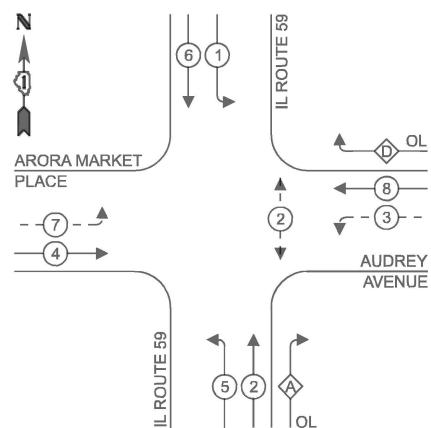 N
1
6
1
IL ROUTE 59
OL
D
ARORA MARKET
PLACE
8
7
2
3
4
AUDREY
AVENUE
IL ROUTE 59
5
2
A
OL